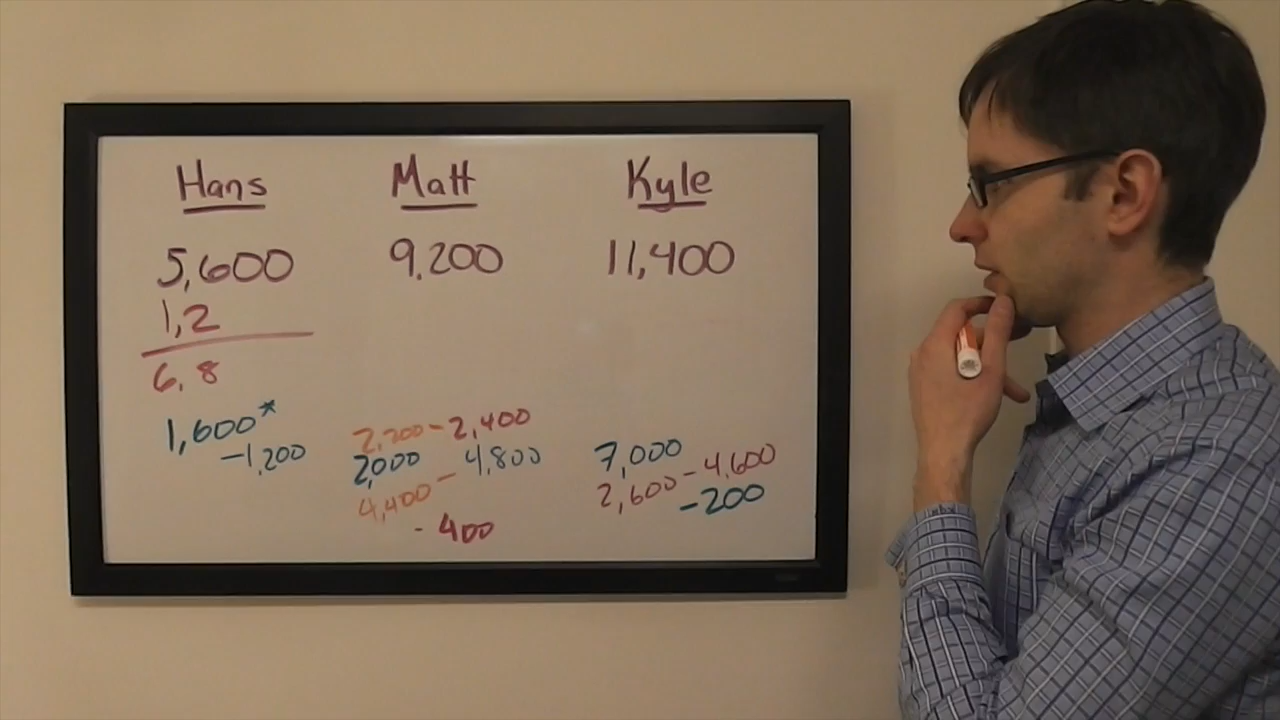 Hans Matt Kyle
5,600 9,200 11,400
1,2
6,8
1,600*
-1,200
2,200 - 2,400
2,000 - 4,800
4,400
- 400
7,000 - 4,600
2,600
-200